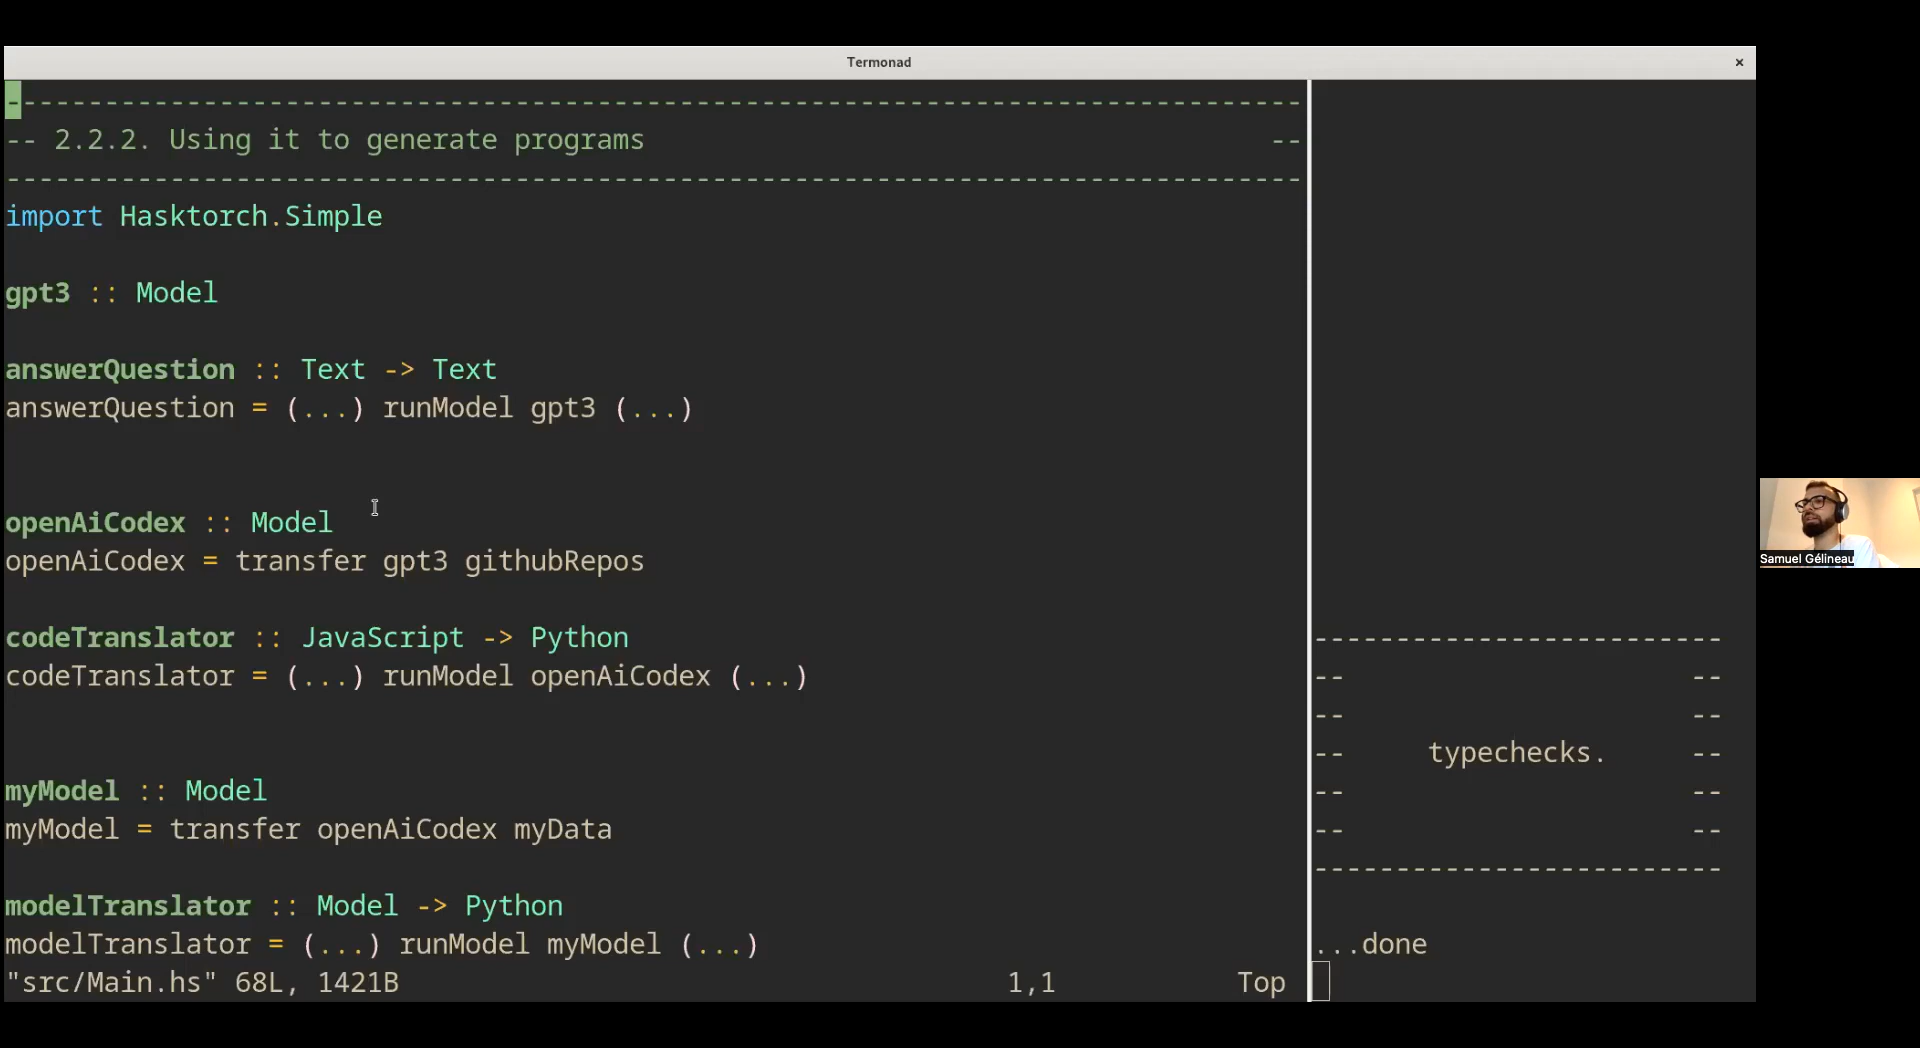 Termonad ×
--------------------------------------------------------------------------------
-- 2.2.2. Using it to generate programs --
--------------------------------------------------------------------------------
import Hasktorch.Simple
gpt3 :: Model
answerQuestion :: Text -> Text
answerQuestion = (...) runModel gpt3 (...)
openAiCodex :: Model
openAiCodex = transfer gpt3 githubRepos
codeTranslator :: JavaScript -> Python
codeTranslator = (...) runModel openAiCodex (...)
myModel :: Model
myModel = transfer openAiCodex myData
modelTranslator :: Model -> Python
modelTranslator = (...) runModel myModel (...)
"src/Main.hs" 68L, 1421B 1,1 Top
-------------------------
-- --
-- --
-- typechecks. --
-- --
-- --
-------------------------
...done
Samuel Gélineau